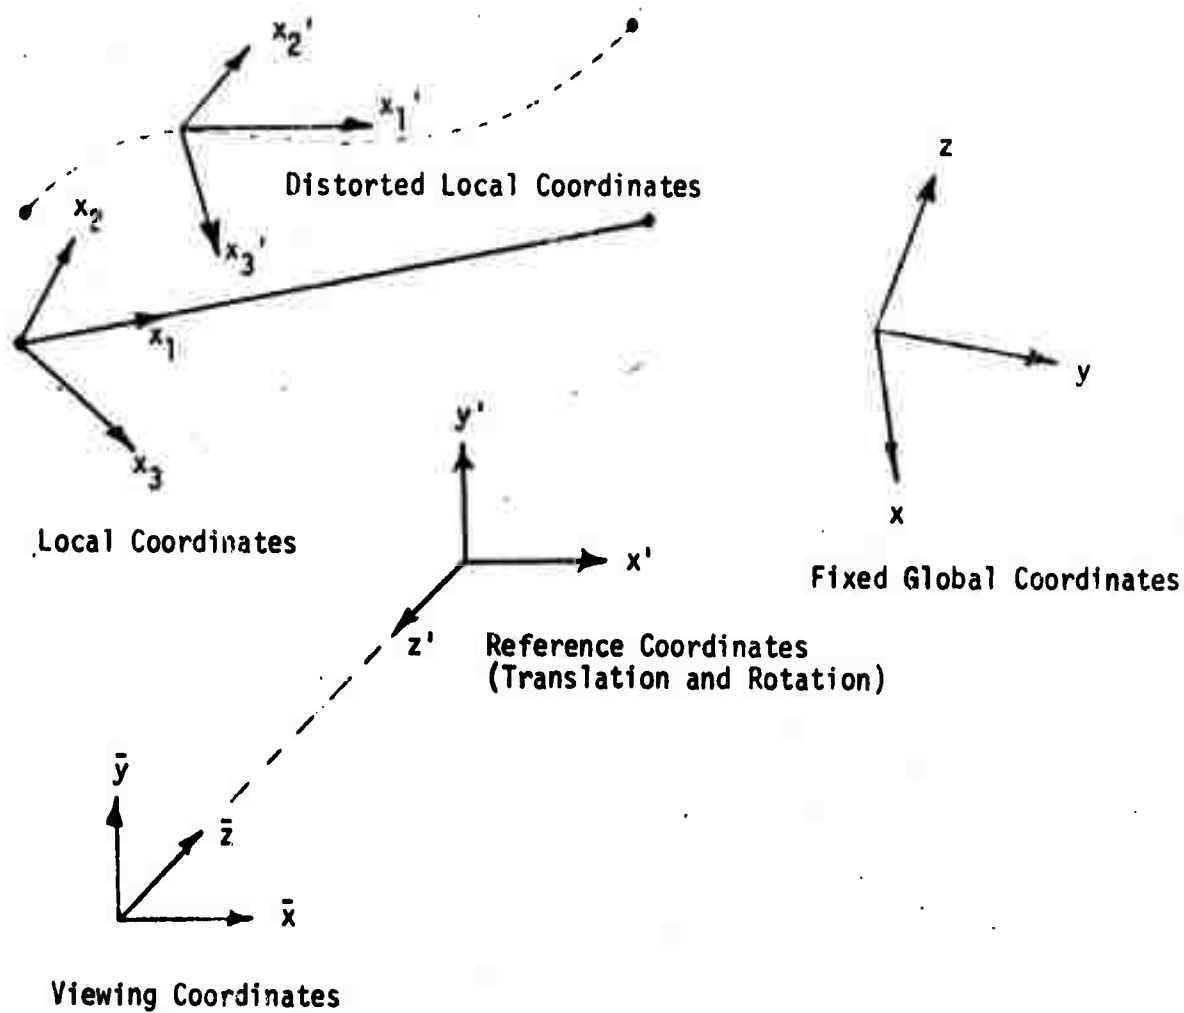 x2'
x1'
Distorted Local Coordinates
x2
x3'
x1
x3
Local Coordinates
z
y
x
Fixed Global Coordinates
y'
x'
z'
Reference Coordinates
(Translation and Rotation)
ȳ
z̄
x̄
Viewing Coordinates